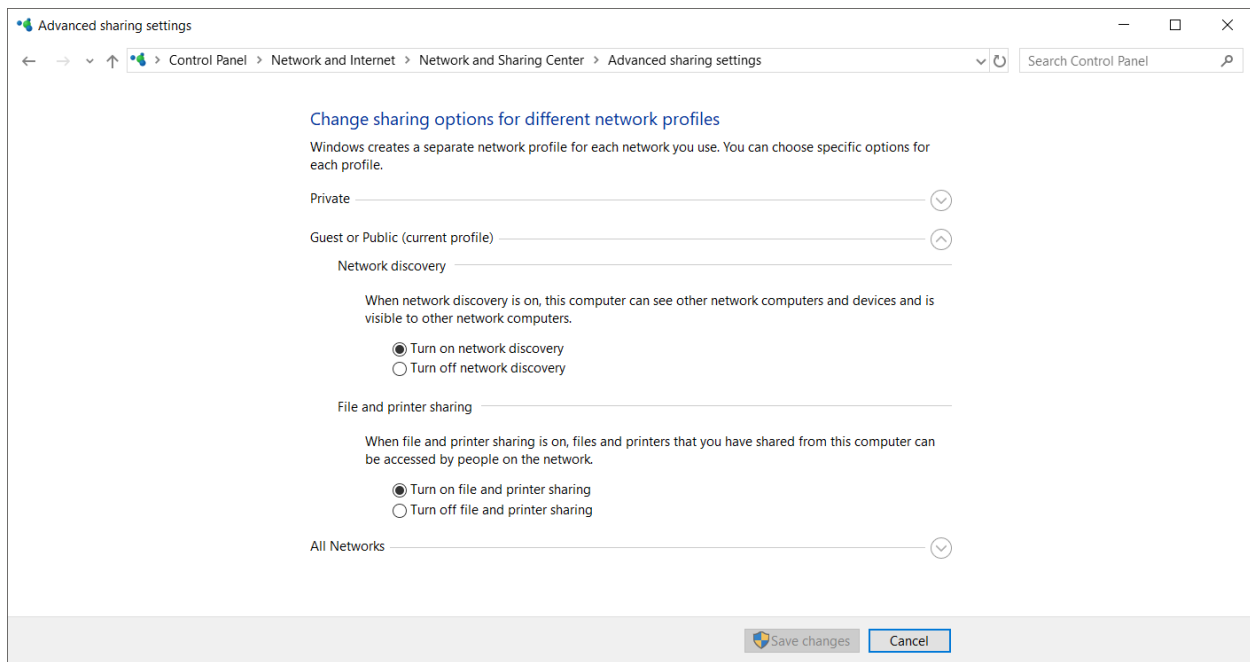 Advanced sharing settings
Control Panel > Network and Internet > Network and Sharing Center > Advanced sharing settings
Search Control Panel
Change sharing options for different network profiles
Windows creates a separate network profile for each network you use. You can choose specific options for
each profile.
Private
Guest or Public (current profile)
Network discovery
When network discovery is on, this computer can see other network computers and devices and is
visible to other network computers.
Turn on network discovery
Turn off network discovery
File and printer sharing
When file and printer sharing is on, files and printers that you have shared from this computer can
be accessed by people on the network.
Turn on file and printer sharing
Turn off file and printer sharing
All Networks
Save changes
Cancel